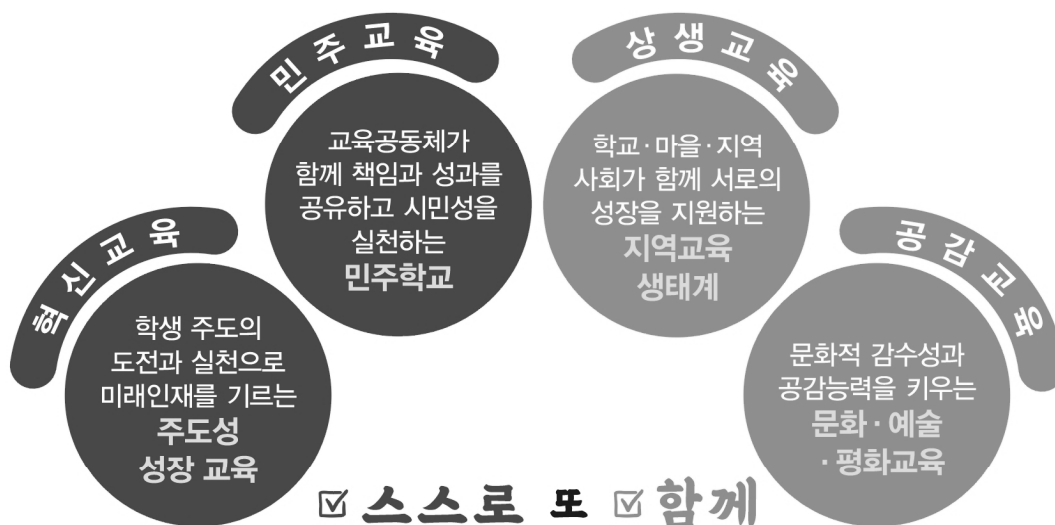 혁신교육
학생 주도의
도전과 실천으로
미래인재를 기르는
주도성
성장 교육
민주교육
교육공동체가
함께 책임과 성과를
공유하고 시민성을
실천하는
민주학교
상생교육
학교·마을·지역
사회가 함께 서로의
성장을 지원하는
지역교육
생태계
공감교육
문화적 감수성과
공감능력을 키우는
문화·예술
·평화교육
☑ 스스로 또 ☑ 함께